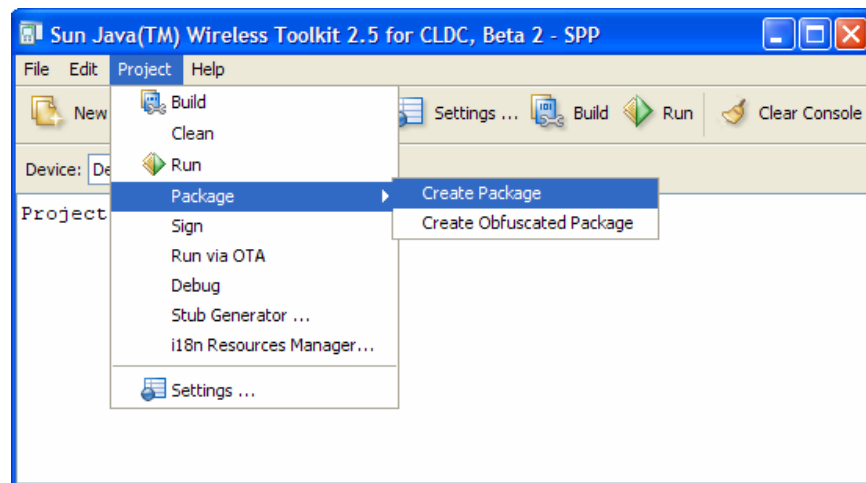 Sun Java(TM) Wireless Toolkit 2.5 for CLDC, Beta 2 - SPP
File Edit Project Help
New Settings ... Build Run Clear Console
Device: De
Project
Build
Clean
Run
Package
Sign
Run via OTA
Debug
Stub Generator ...
i18n Resources Manager...
Settings ...
Create Package
Create Obfuscated Package